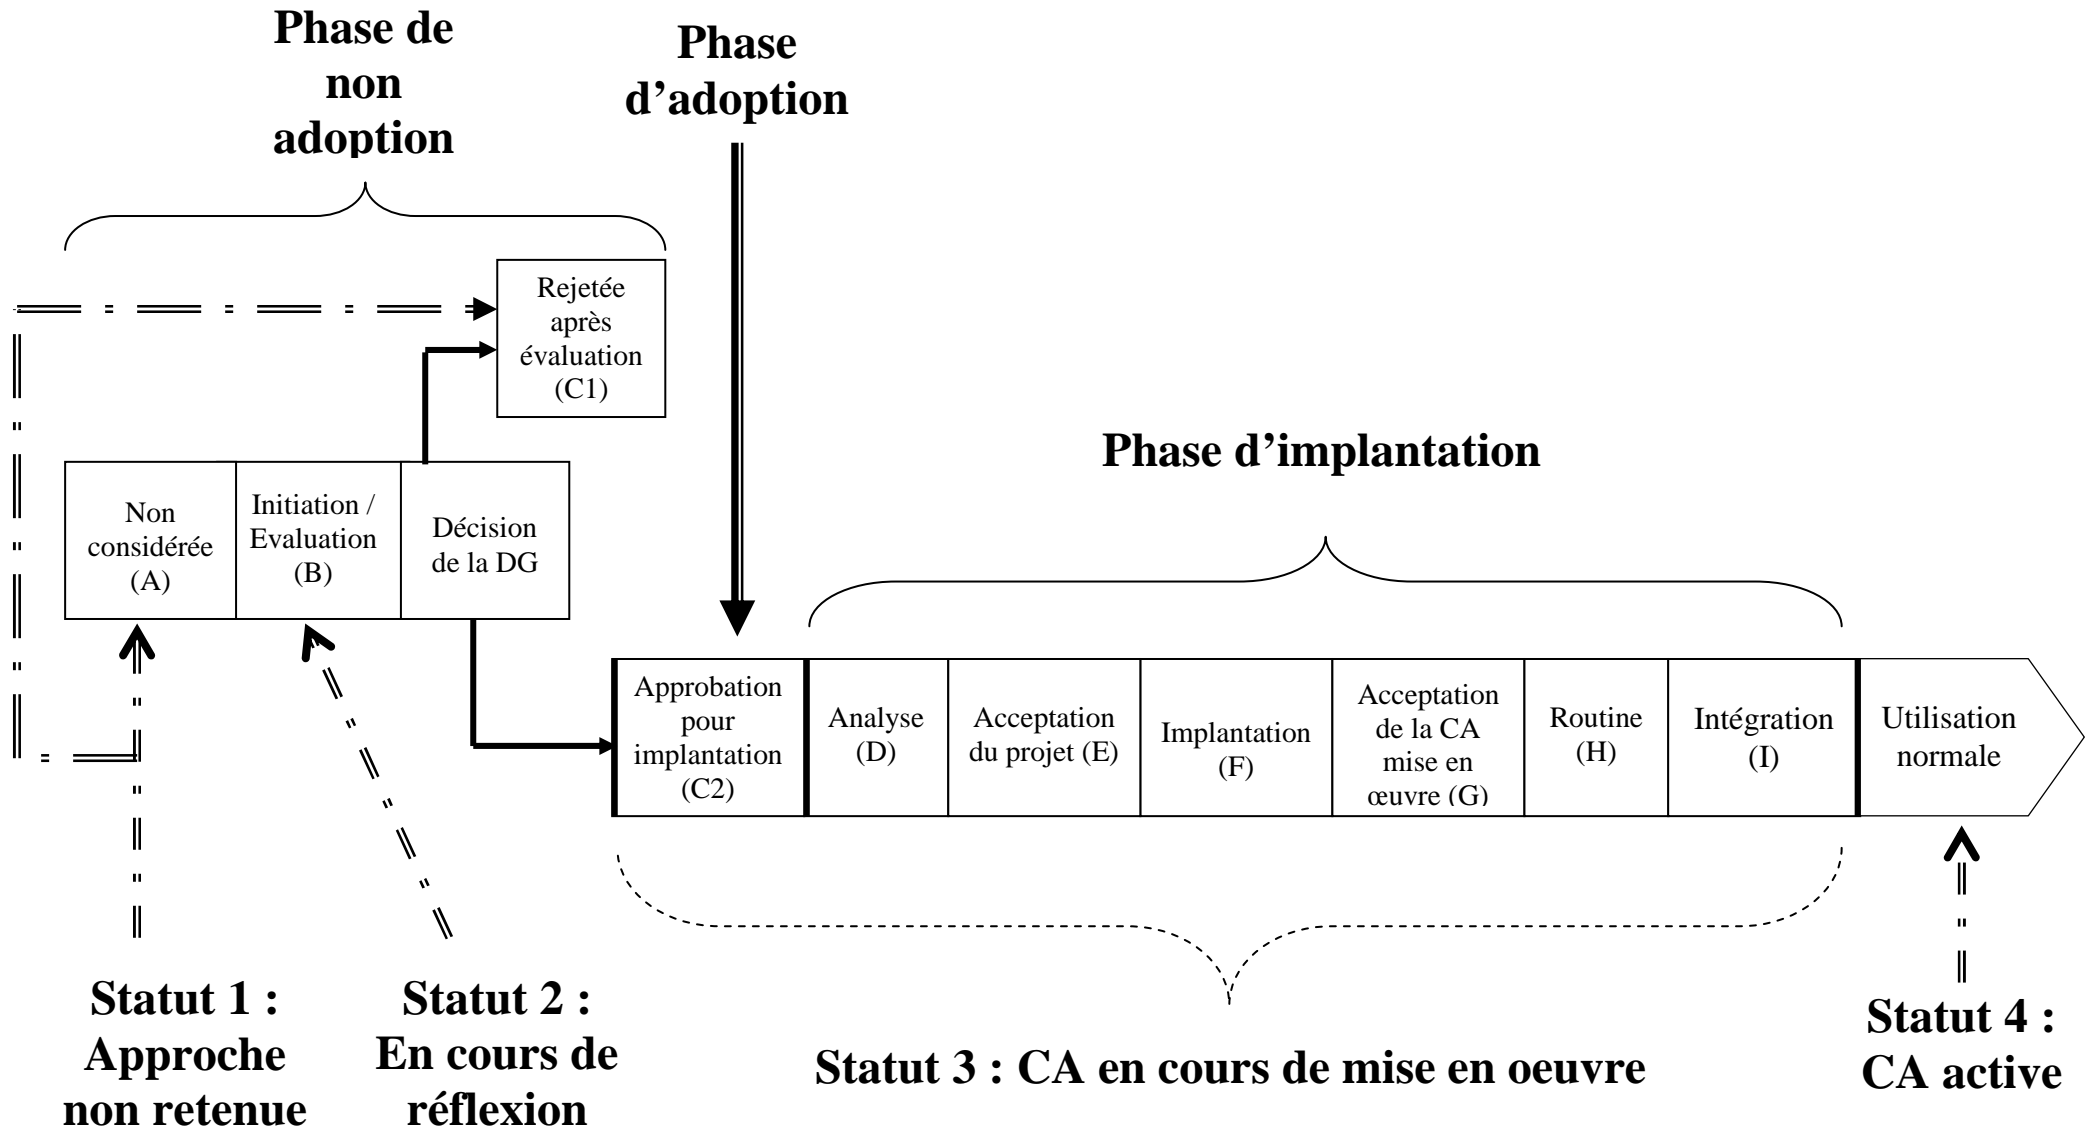 Phase de
non
adoption
Phase
d’adoption
Rejetée
après
évaluation
(C1)
Phase d’implantation
Non
considérée
(A)
Initiation /
Evaluation
(B)
Décision
de la DG
Approbation
pour
implantation
(C2)
Analyse
(D)
Acceptation
du projet (E)
Implantation
(F)
Acceptation
de la CA
mise en
œuvre (G)
Routine
(H)
Intégration
(I)
Utilisation
normale
Statut 1 :
Approche
non retenue
Statut 2 :
En cours de
réflexion
Statut 3 : CA en cours de mise en oeuvre
Statut 4 :
CA active